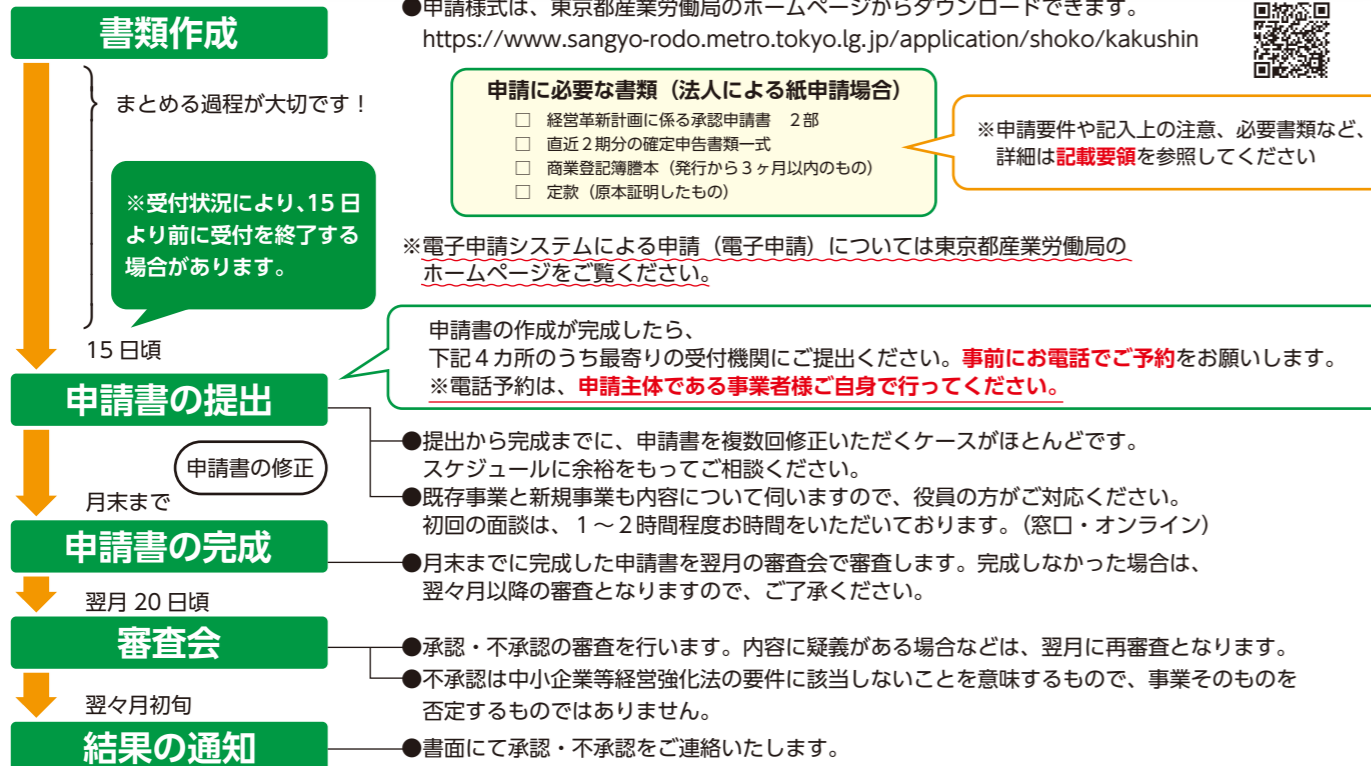 ●申請様式は、東京都産業労働局のホームページからダウンロードできます。
https://www.sangyo-rodo.metro.tokyo.lg.jp/application/shoko/kakushin
書類作成
まとめる過程が大切です！
※受付状況により、15日
より前に受付を終了する
場合があります。
申請に必要な書類（法人による紙申請場合）
□ 経営革新計画に係る承認申請書　２部
□ 直近２期分の確定申告書類一式
□ 商業登記簿謄本（発行から３ヶ月以内のもの）
□ 定款（原本証明したもの）
※申請要件や記入上の注意、必要書類など、
詳細は記載要領を参照してください
※電子申請システムによる申請（電子申請）については東京都産業労働局の
ホームページをご覧ください。
15日頃
申請書の作成が完成したら、
下記４カ所のうち最寄りの受付機関にご提出ください。事前にお電話でご予約をお願いします。
※電話予約は、申請主体である事業者様ご自身で行ってください。
申請書の提出
申請書の修正
●提出から完成までに、申請書を複数回修正いただくケースがほとんどです。
スケジュールに余裕をもってご相談ください。
●既存事業と新規事業も内容について伺いますので、役員の方がご対応ください。
初回の面談は、１～２時間程度お時間をいただいております。（窓口・オンライン）
月末まで
申請書の完成
●月末までに完成した申請書を翌月の審査会で審査します。完成しなかった場合は、
翌々月以降の審査となりますので、ご了承ください。
翌月20日頃
審査会
●承認・不承認の審査を行います。内容に疑義がある場合などは、翌月に再審査となります。
●不承認は中小企業等経営強化法の要件に該当しないことを意味するもので、事業そのものを
否定するものではありません。
翌々月初旬
結果の通知
●書面にて承認・不承認をご連絡いたします。